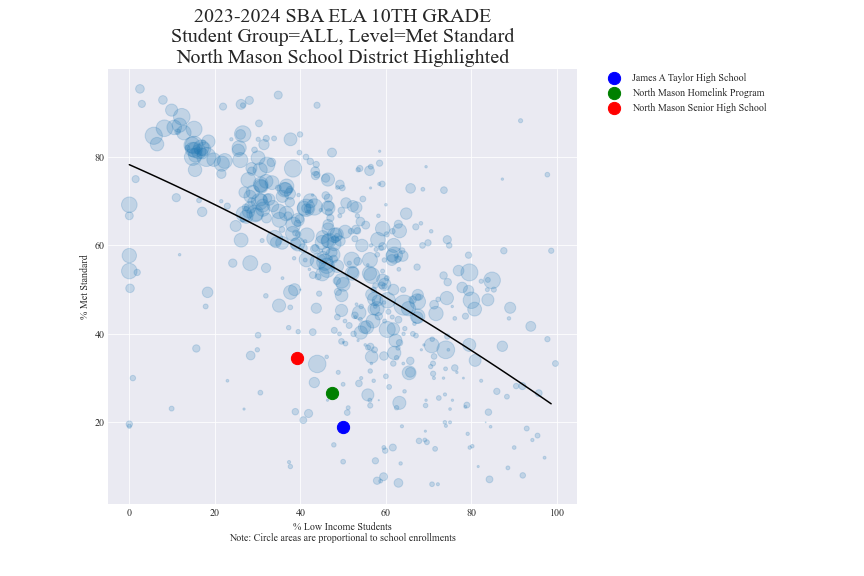 2023-2024 SBA ELA 10TH GRADE
Student Group=ALL, Level=Met Standard
North Mason School District Highlighted
James A Taylor High School
North Mason Homelink Program
North Mason Senior High School
% Met Standard
80
60
40
20
0 20 40 60 80 100
% Low Income Students
Note: Circle areas are proportional to school enrollments